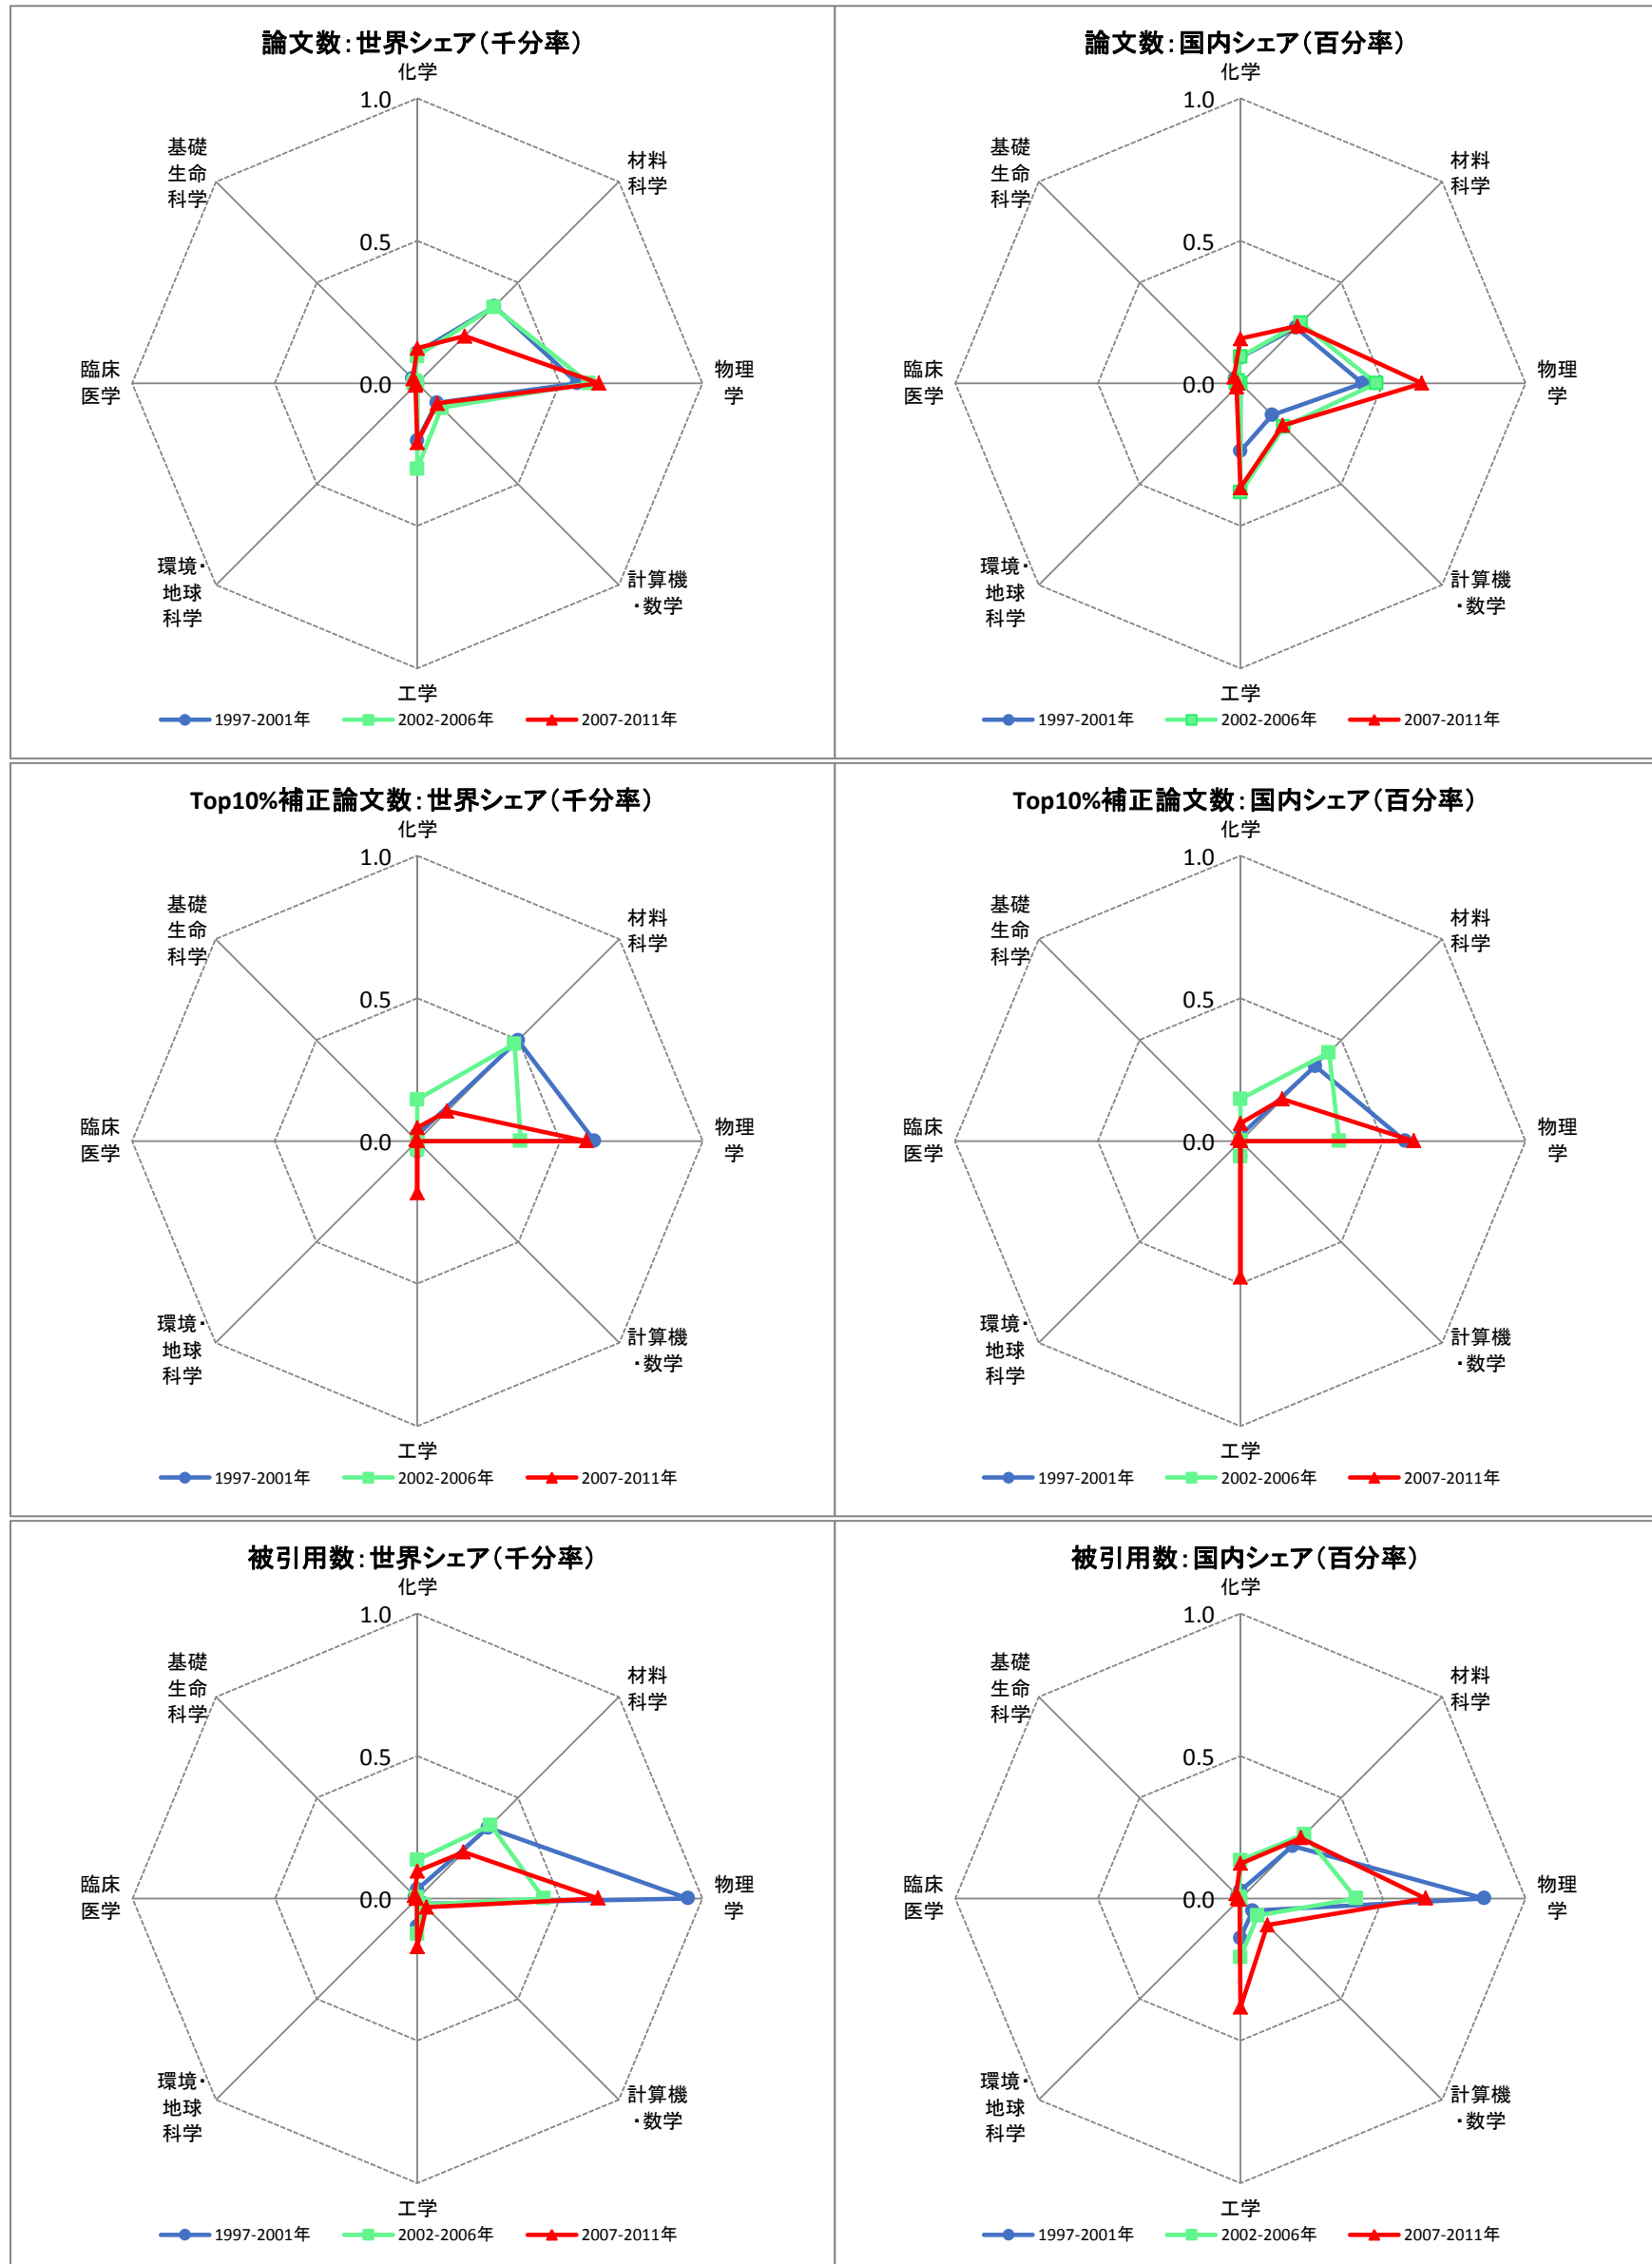 論文数：世界シェア（千分率）
化学
1.0
基礎
生命
科学
材料
科学
0.5
臨床
医学
0.0
物理
学
環境・
地球
科学
計算機
・数学
工学
1997-2001年 2002-2006年 2007-2011年
論文数：国内シェア（百分率）
化学
1.0
基礎
生命
科学
材料
科学
0.5
臨床
医学
0.0
物理
学
環境・
地球
科学
計算機
・数学
工学
1997-2001年 2002-2006年 2007-2011年
Top10%補正論文数：世界シェア（千分率）
化学
1.0
基礎
生命
科学
材料
科学
0.5
臨床
医学
0.0
物理
学
環境・
地球
科学
計算機
・数学
工学
1997-2001年 2002-2006年 2007-2011年
Top10%補正論文数：国内シェア（百分率）
化学
1.0
基礎
生命
科学
材料
科学
0.5
臨床
医学
0.0
物理
学
環境・
地球
科学
計算機
・数学
工学
1997-2001年 2002-2006年 2007-2011年
被引用数：世界シェア（千分率）
化学
1.0
基礎
生命
科学
材料
科学
0.5
臨床
医学
0.0
物理
学
環境・
地球
科学
計算機
・数学
工学
1997-2001年 2002-2006年 2007-2011年
被引用数：国内シェア（百分率）
化学
1.0
基礎
生命
科学
材料
科学
0.5
臨床
医学
0.0
物理
学
環境・
地球
科学
計算機
・数学
工学
1997-2001年 2002-2006年 2007-2011年